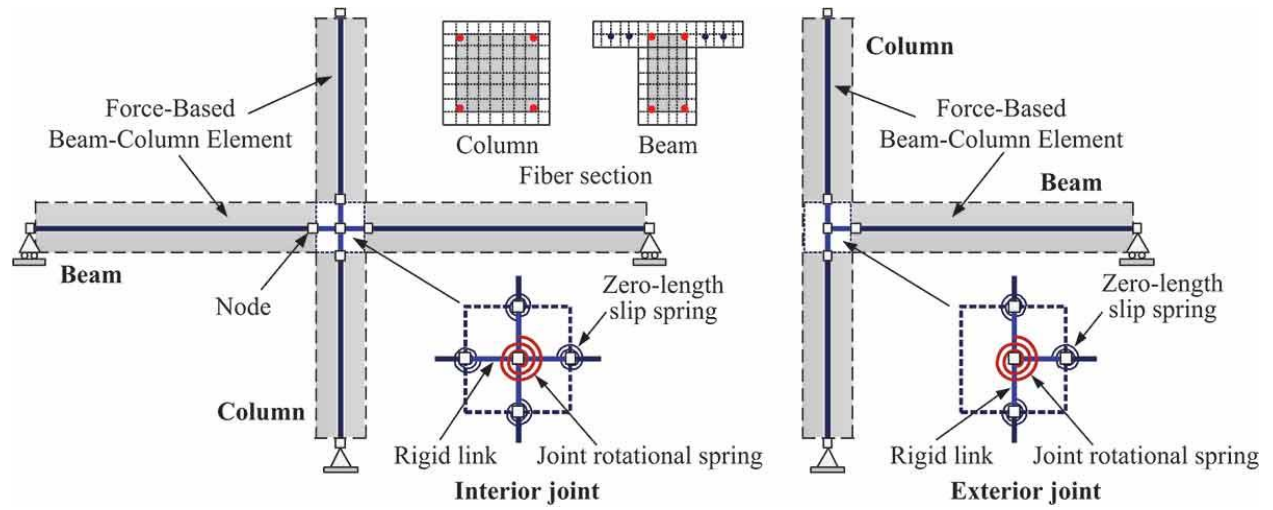 Force-Based
Beam-Column Element
Column
Beam
Fiber section
Column
Force-Based
Beam-Column Element
Beam
Beam
Node
Zero-length
slip spring
Column
Rigid link
Joint rotational spring
Interior joint
Zero-length
slip spring
Rigid link
Joint rotational spring
Exterior joint